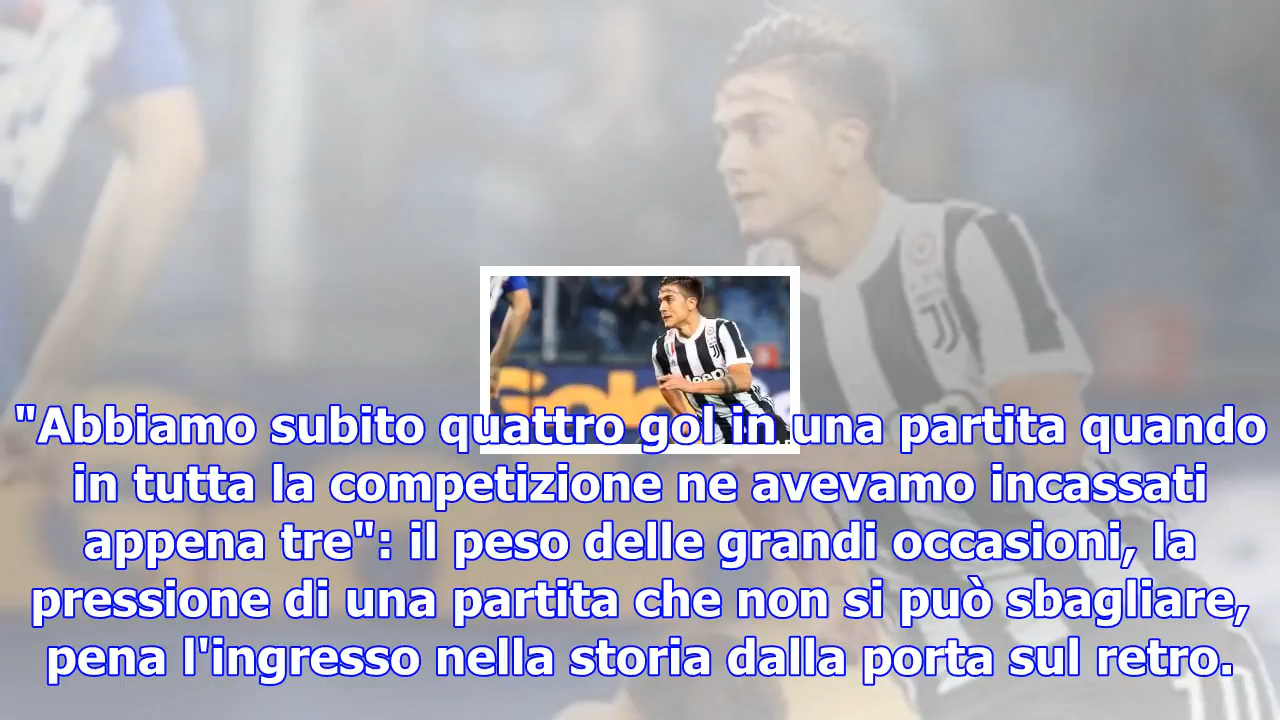 Jeep
"Abbiamo subito quattro gol in una partita quando
in tutta la competizione ne avevamo incassati
appena tre": il peso delle grandi occasioni, la
pressione di una partita che non si può sbagliare,
pena l'ingresso nella storia dalla porta sul retro.